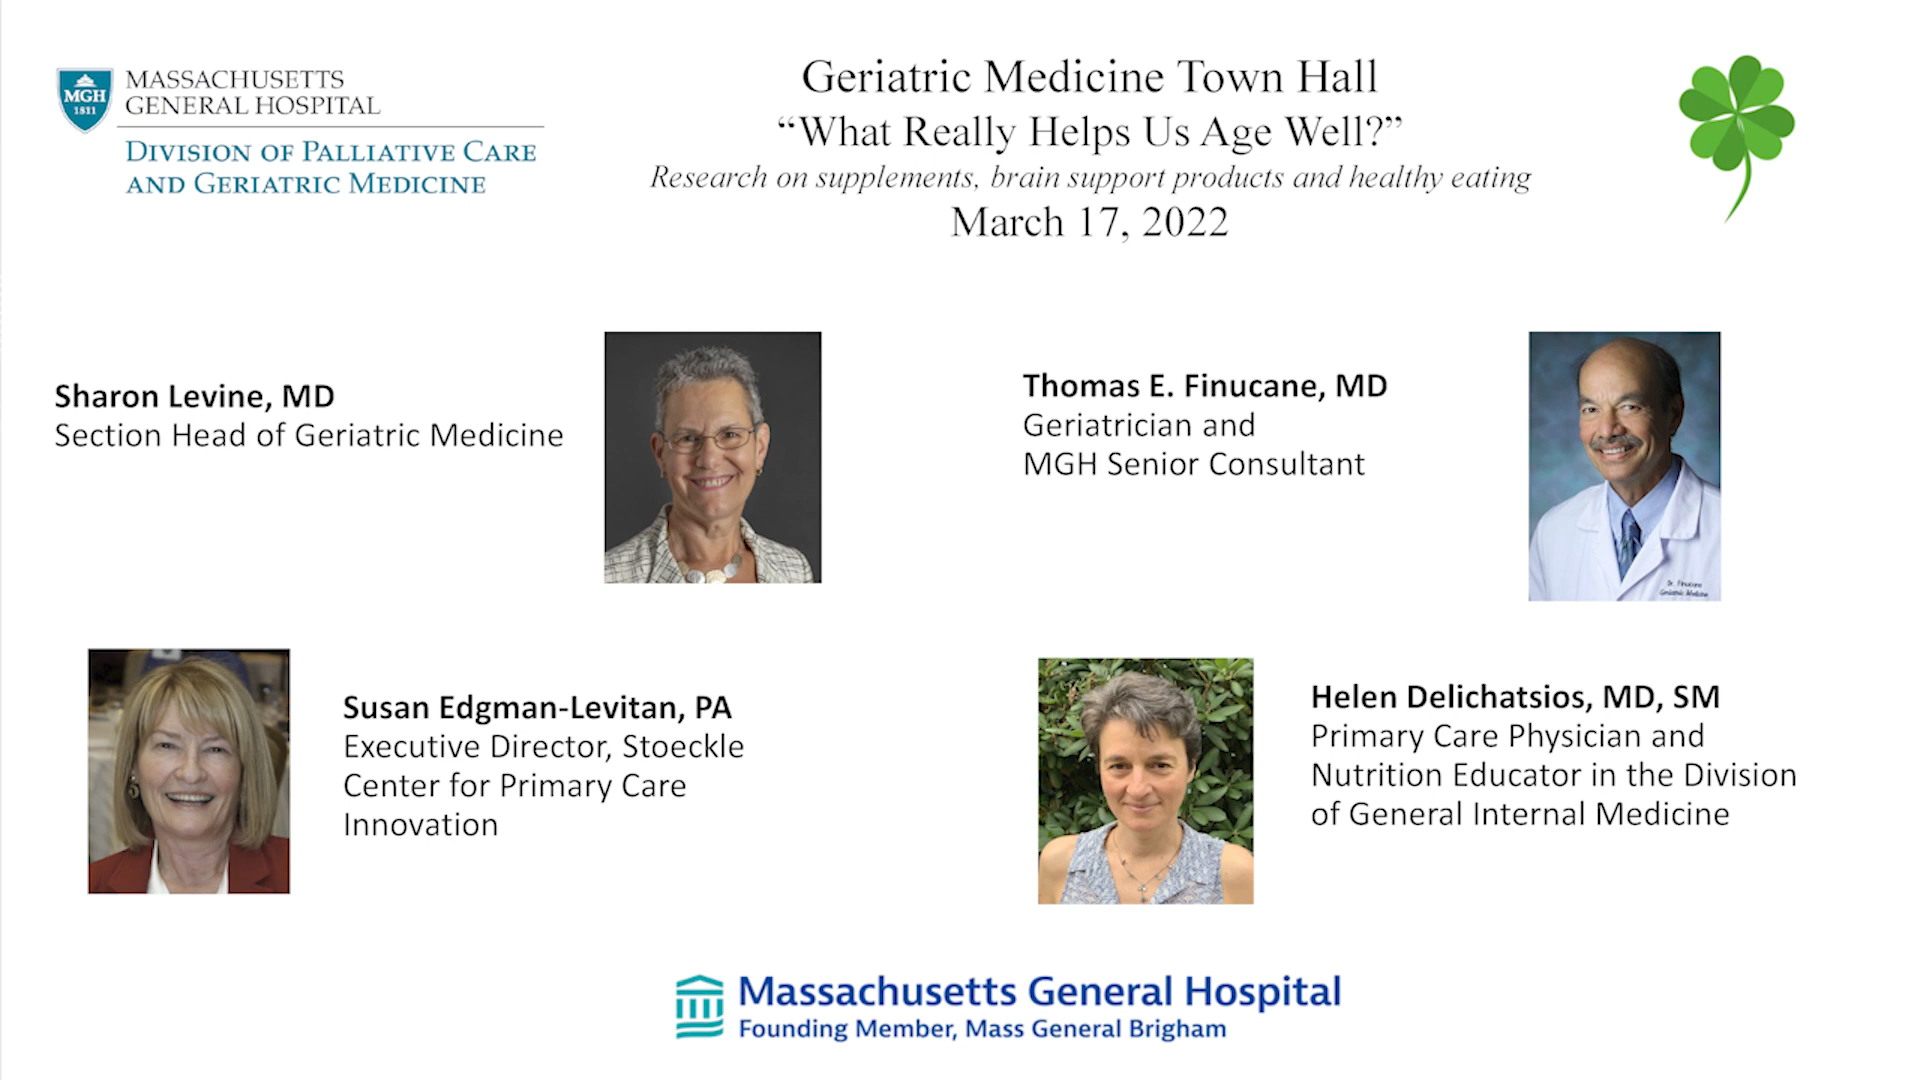 MGH
1811
MASSACHUSETTS
GENERAL HOSPITAL
DIVISION OF PALLIATIVE CARE
AND GERIATRIC MEDICINE
Geriatric Medicine Town Hall
“What Really Helps Us Age Well?”
Research on supplements, brain support products and healthy eating
March 17, 2022
Sharon Levine, MD
Section Head of Geriatric Medicine
Thomas E. Finucane, MD
Geriatrician and
MGH Senior Consultant
Dr. Finucane
Geriatric Medicine
Susan Edgman-Levitan, PA
Executive Director, Stoeckle
Center for Primary Care
Innovation
Helen Delichatsios, MD, SM
Primary Care Physician and
Nutrition Educator in the Division
of General Internal Medicine
Massachusetts General Hospital
Founding Member, Mass General Brigham